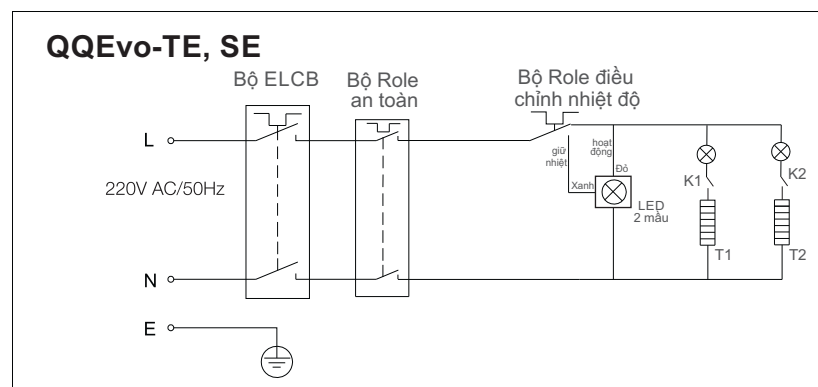 QQEvo-TE, SE
Bộ ELCB
Bộ Role
an toàn
Bộ Role điều
chỉnh nhiệt độ
L
220V AC/50Hz
N
E
giữ
nhiệt
hoạt
động
Đỏ
Xanh
LED
2 mầu
K1
T1
K2
T2